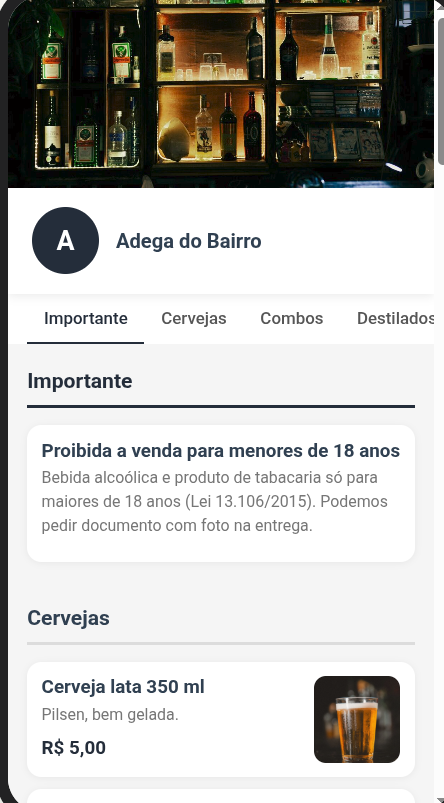 A
Adega do Bairro
Importante
Cervejas
Combos
Destilados
Importante
Proibida a venda para menores de 18 anos
Bebida alcoólica e produto de tabacaria só para
maiores de 18 anos (Lei 13.106/2015). Podemos
pedir documento com foto na entrega.
Cervejas
Cerveja lata 350 ml
Pilsen, bem gelada.
R$ 5,00